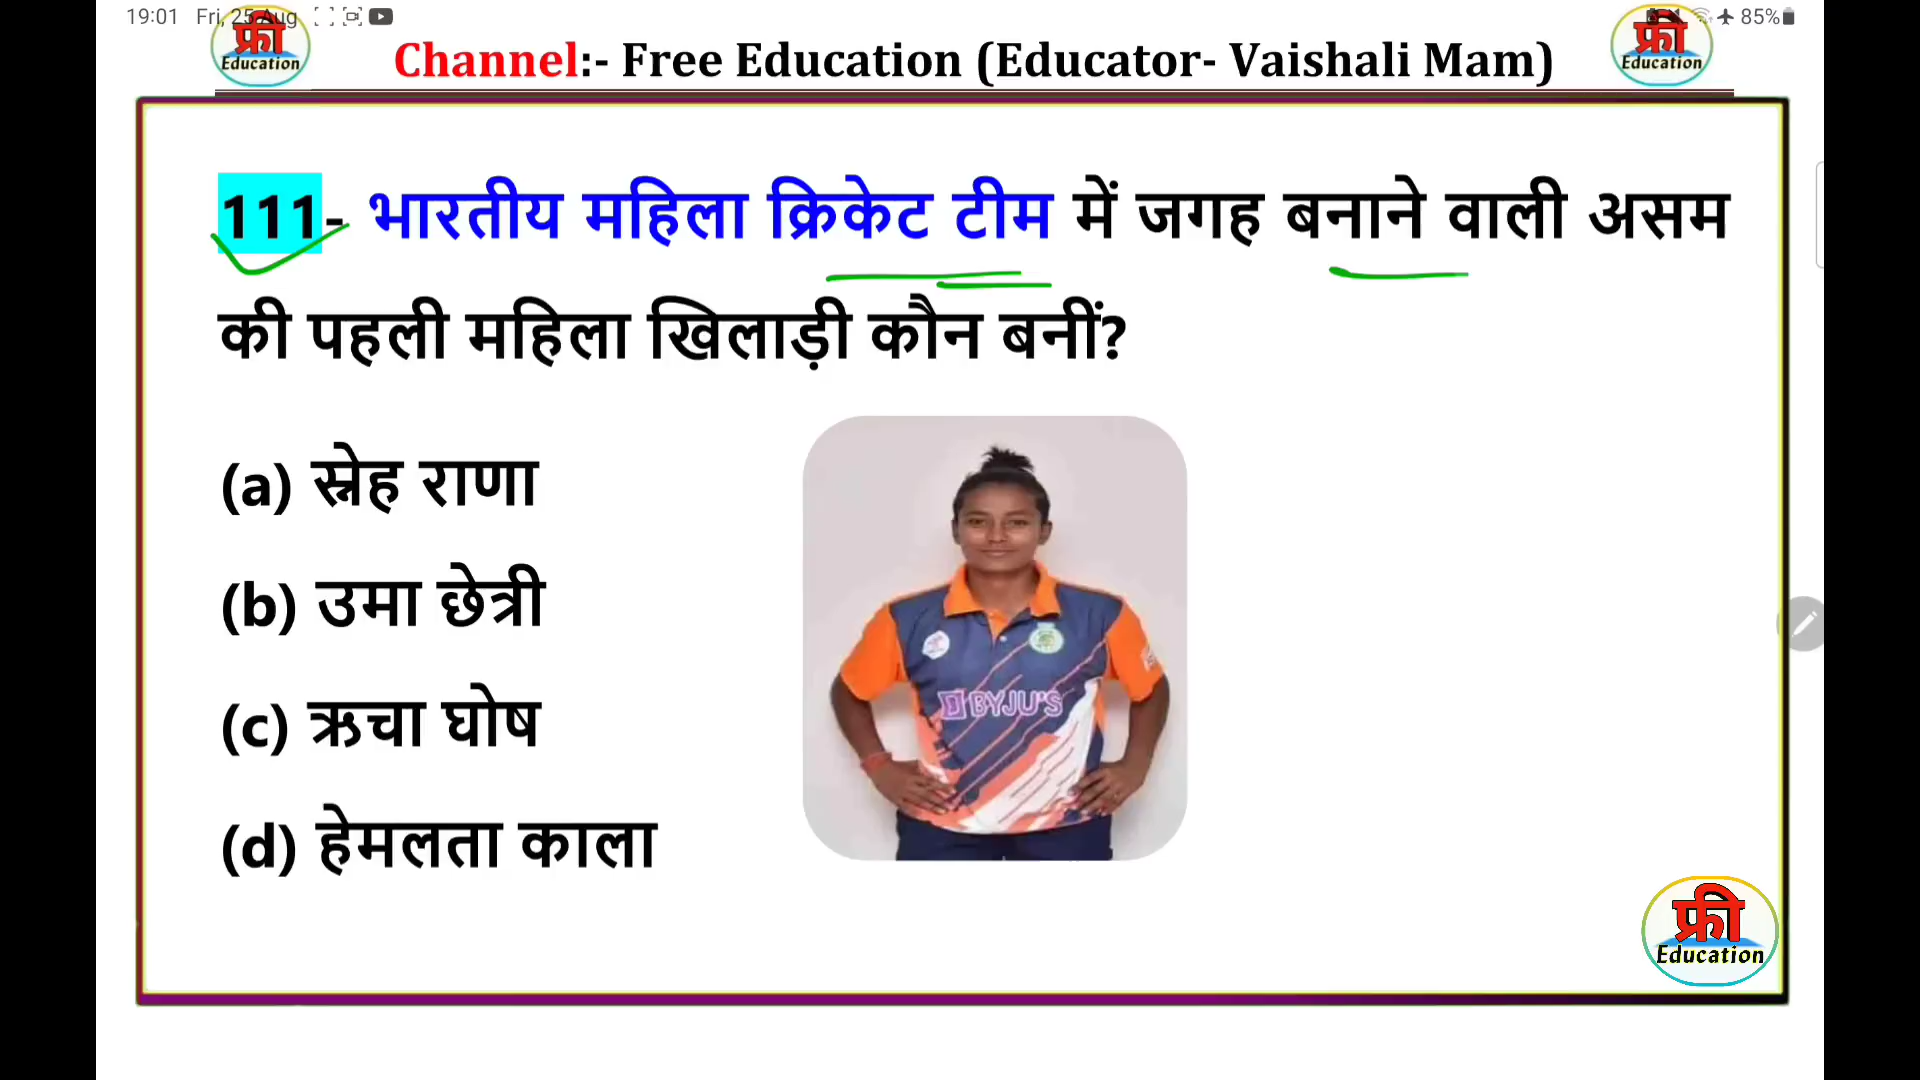 19:01 Fri, 25 Aug 85%
फ्री Education
Channel:- Free Education (Educator- Vaishali Mam)
फ्री Education
111- भारतीय महिला क्रिकेट टीम में जगह बनाने वाली असम
की पहली महिला खिलाड़ी कौन बनीं?
(a) स्नेह राणा
(b) उमा छेत्री
(c) ऋचा घोष
(d) हेमलता काला
BYJU'S
फ्री
Education